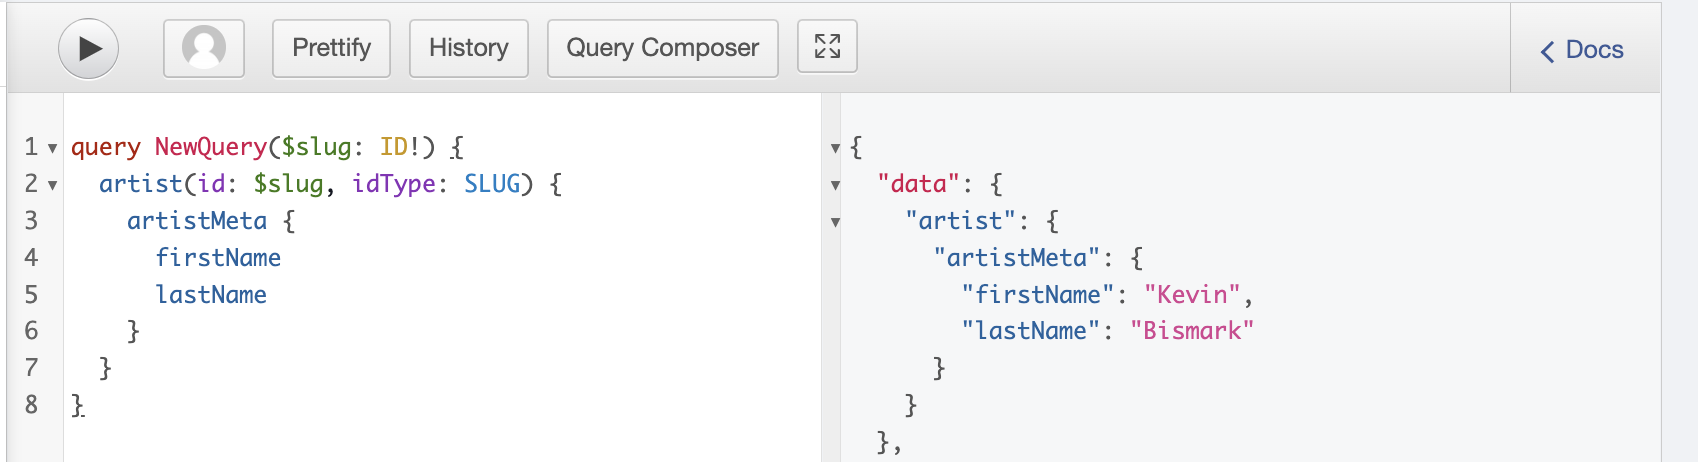 Prettify History Query Composer Docs
1 query NewQuery($slug: ID!) {
2 artist(id: $slug, idType: SLUG) {
3 artistMeta {
4 firstName
5 lastName
6 }
7 }
8 }
{
"data": {
"artist": {
"artistMeta": {
"firstName": "Kevin",
"lastName": "Bismark"
}
}
},